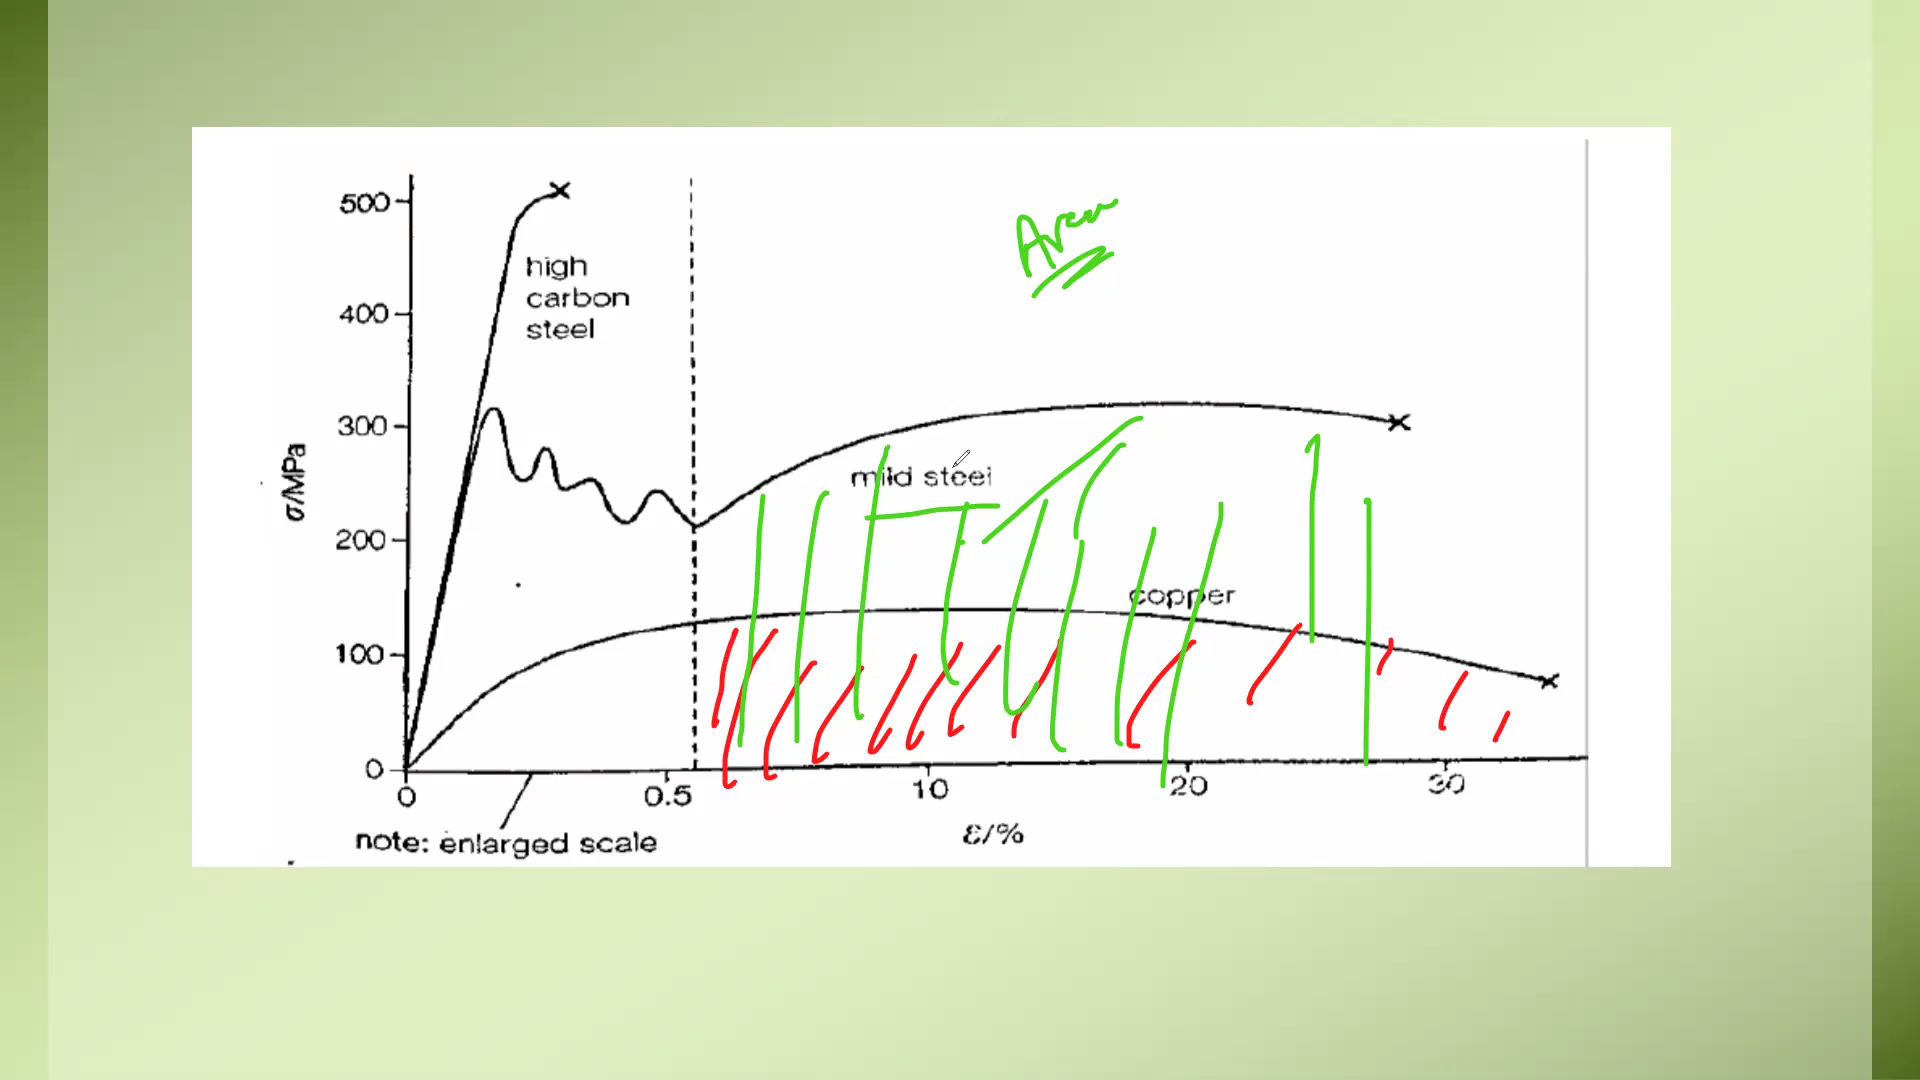 500
400
300
200
100
0
σ/MPa
high
carbon
steel
Area
mild steel
copper
0
0.5
10
20
30
ε/%
note: enlarged scale